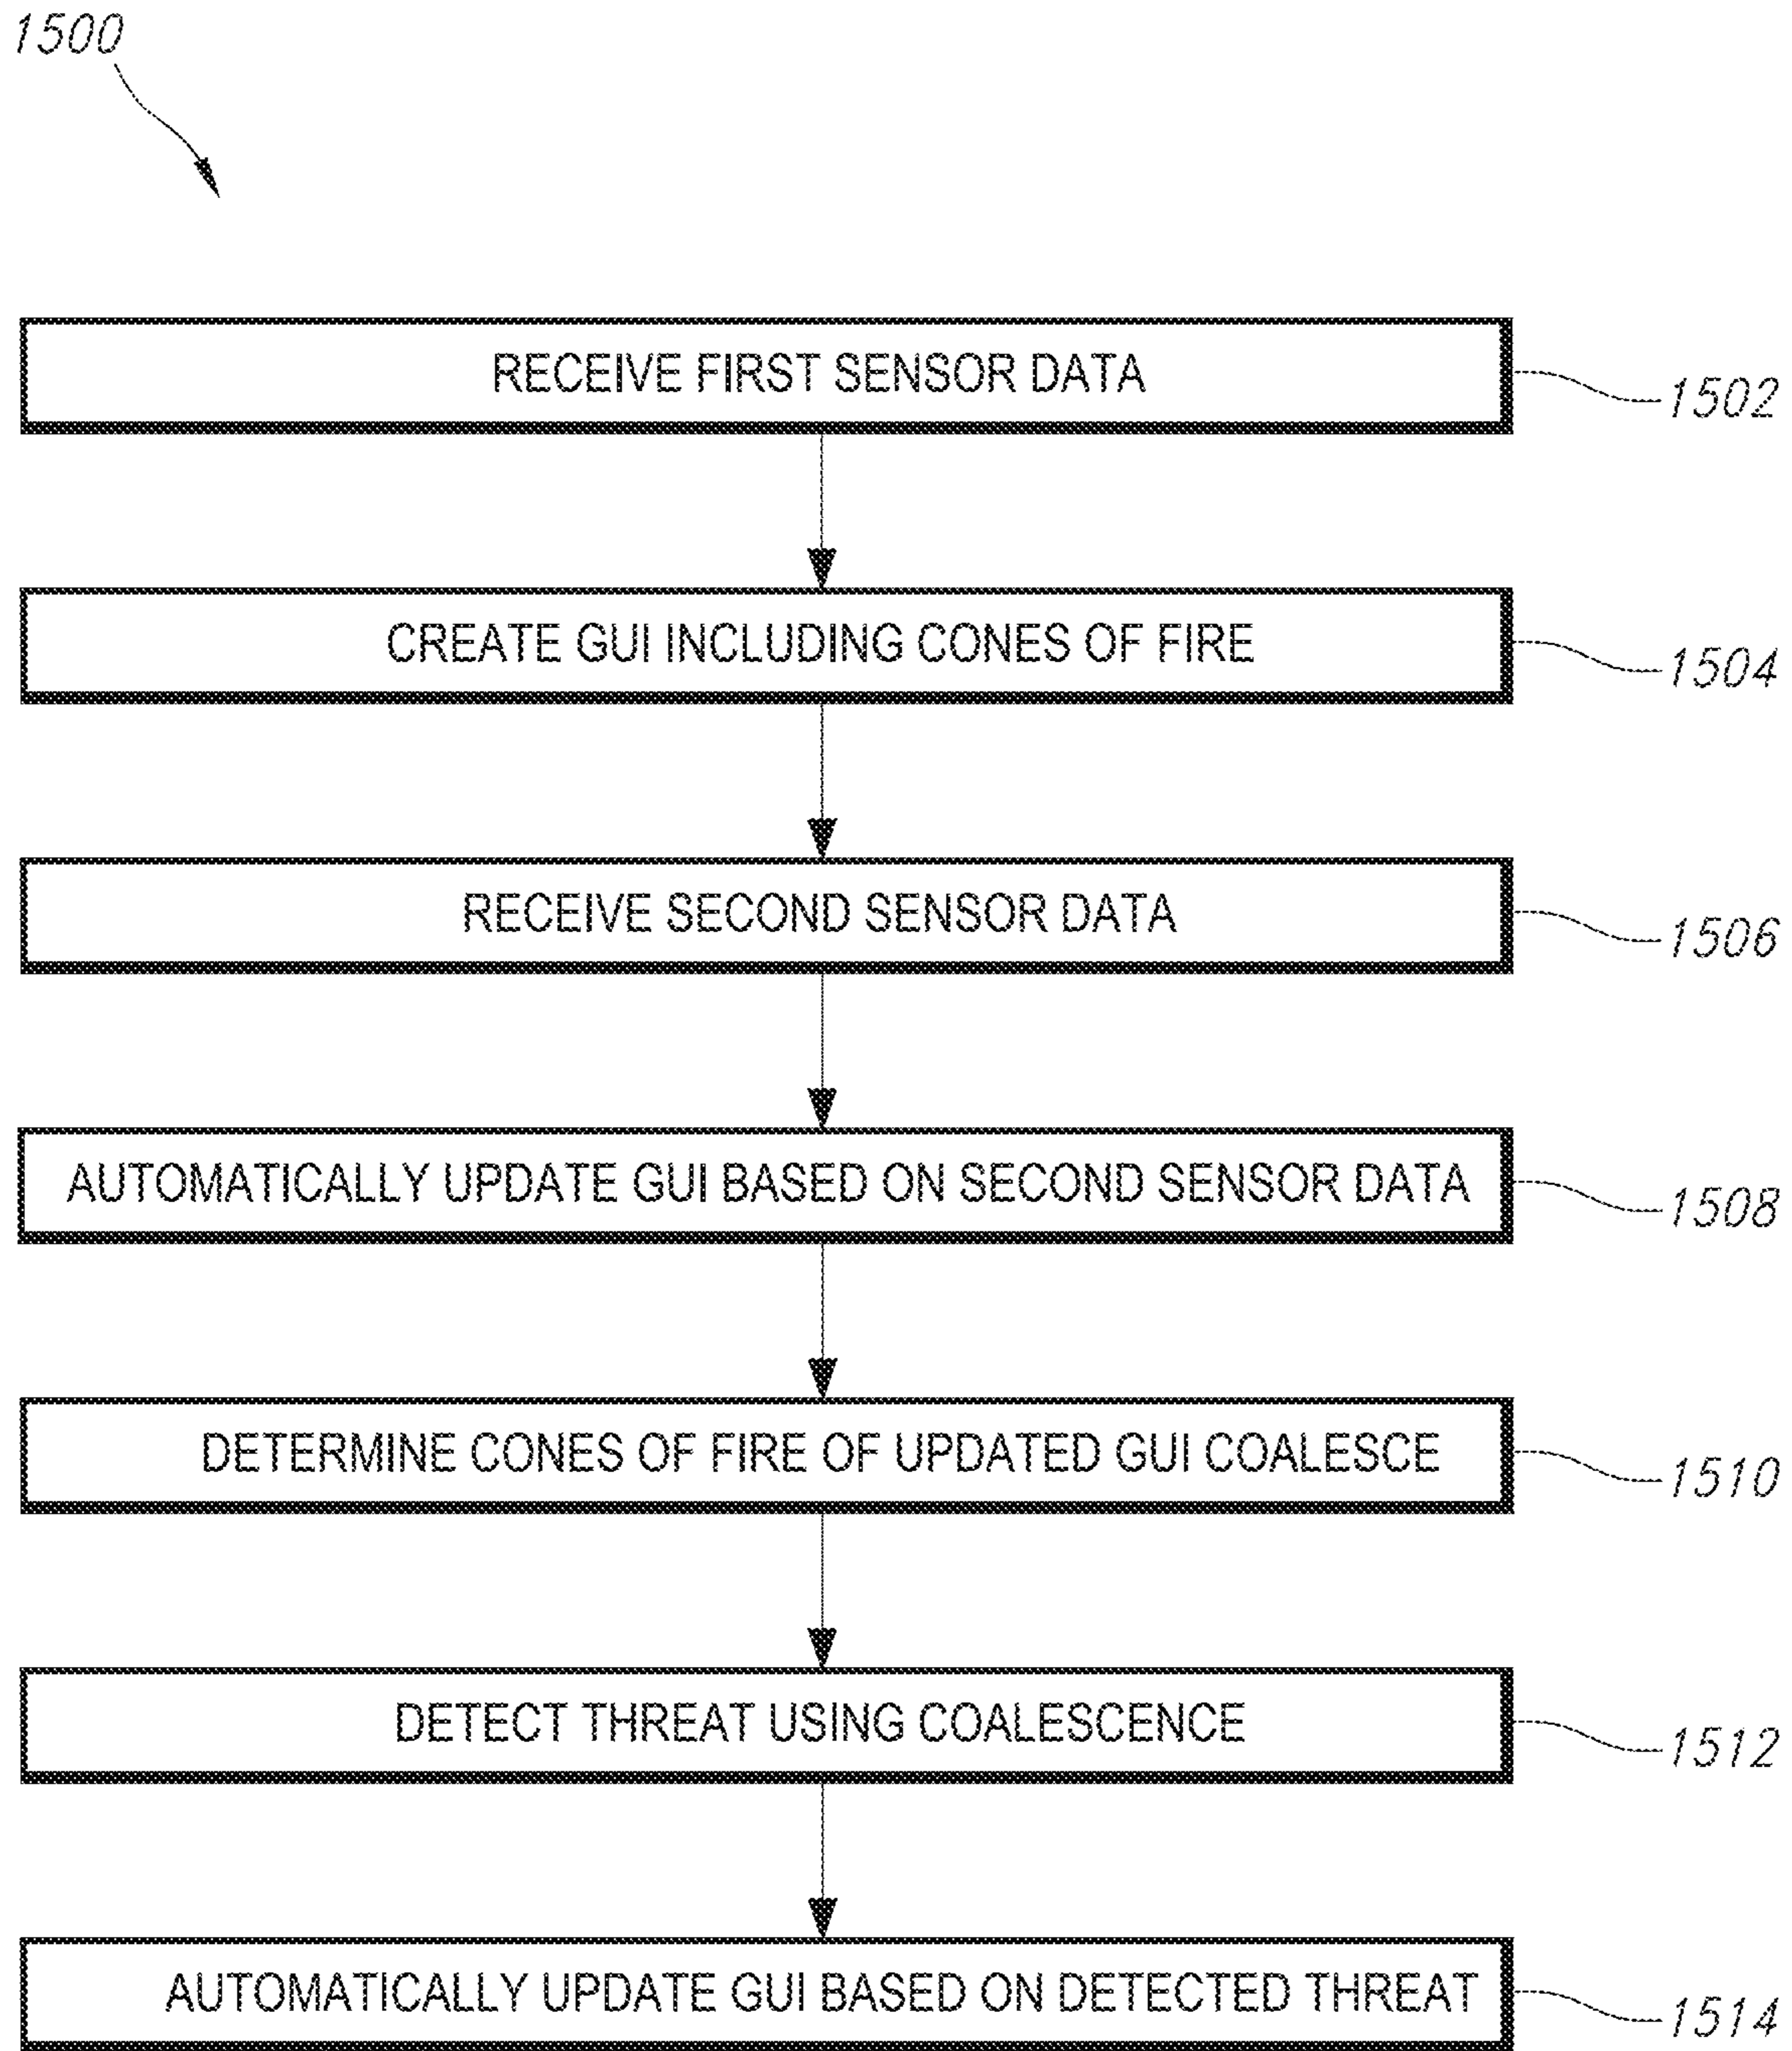 1500
RECEIVE FIRST SENSOR DATA
1502
CREATE GUI INCLUDING CONES OF FIRE
1504
RECEIVE SECOND SENSOR DATA
1506
AUTOMATICALLY UPDATE GUI BASED ON SECOND SENSOR DATA
1508
DETERMINE CONES OF FIRE OF UPDATED GUI COALESCE
1510
DETECT THREAT USING COALESCENCE
1512
AUTOMATICALLY UPDATE GUI BASED ON DETECTED THREAT
1514